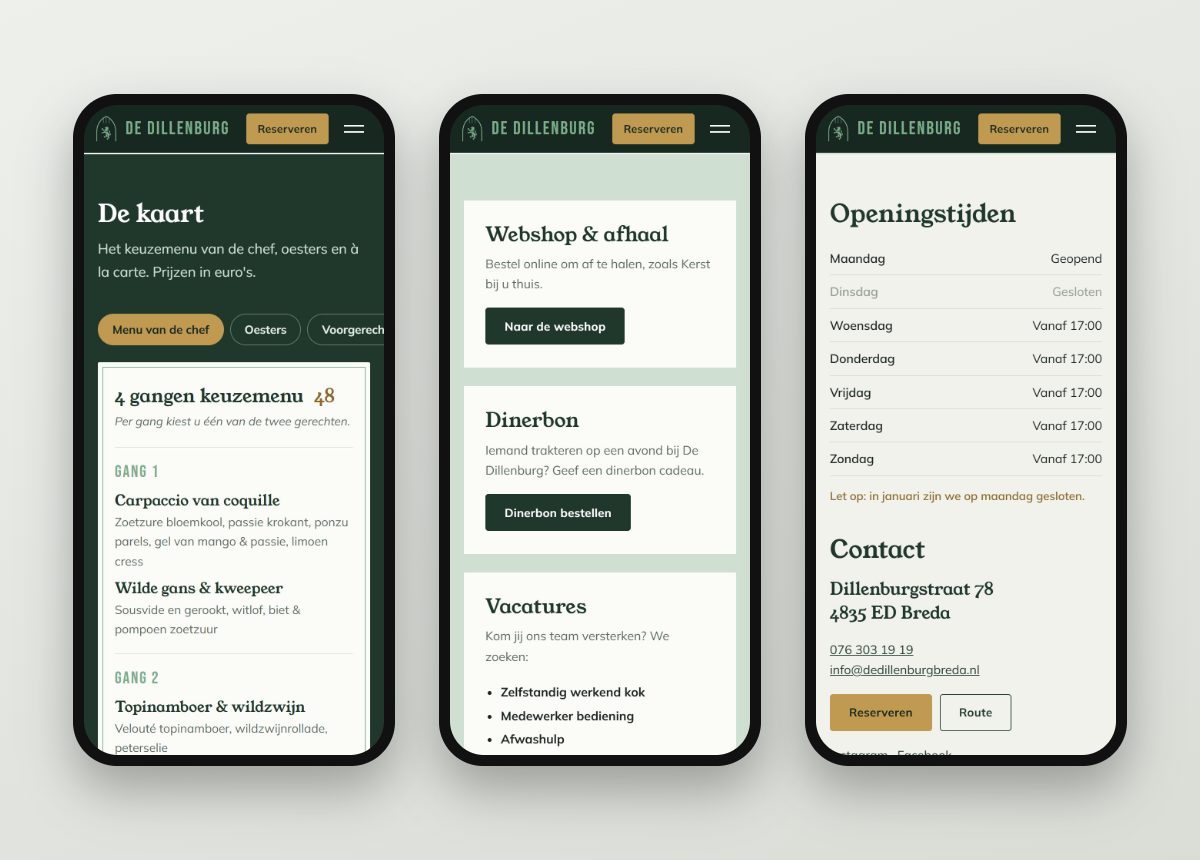 DE DILLENBURG
Reserveren
De kaart
Het keuzemenu van de chef, oesters en à
la carte. Prijzen in euro's.
Menu van de chef
Oesters
Voorgerech
4 gangen keuzemenu 48
Per gang kiest u één van de twee gerechten.
GANG 1
Carpaccio van coquille
Zoetzure bloemkool, passie krokant, ponzu
parels, gel van mango & passie, limoen
cress
Wilde gans & kweepeer
Sousvide en gerookt, witlof, biet &
pompoen zoetzuur
GANG 2
Topinamboer & wildzwijn
Velouté topinamboer, wildzwijnrollade,
peterselie
DE DILLENBURG
Reserveren
Webshop & afhaal
Bestel online om af te halen, zoals Kerst
bij u thuis.
Naar de webshop
Dinerbon
Iemand trakteren op een avond bij De
Dillenburg? Geef een dinerbon cadeau.
Dinerbon bestellen
Vacatures
Kom jij ons team versterken? We
zoeken:
• Zelfstandig werkend kok
• Medewerker bediening
• Afwashulp
DE DILLENBURG
Reserveren
Openingstijden
Maandag Geopend
Dinsdag Gesloten
Woensdag Vanaf 17:00
Donderdag Vanaf 17:00
Vrijdag Vanaf 17:00
Zaterdag Vanaf 17:00
Zondag Vanaf 17:00
Let op: in januari zijn we op maandag gesloten.
Contact
Dillenburgstraat 78
4835 ED Breda
076 303 19 19
info@dedillenburgbreda.nl
Reserveren
Route